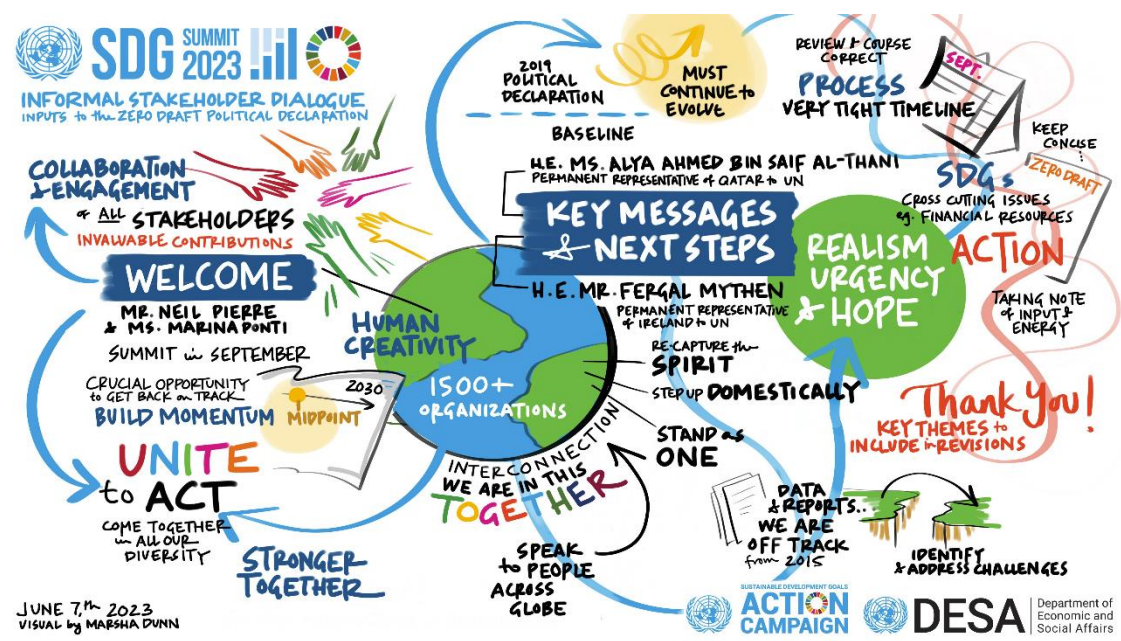 SDG SUMMIT 2023
INFORMAL STAKEHOLDER DIALOGUE
INPUTS to the ZERO DRAFT POLITICAL DECLARATION
COLLABORATION
& ENGAGEMENT
of ALL STAKEHOLDERS
INVALUABLE CONTRIBUTIONS
WELCOME
MR. NEIL PIERRE
& MS. MARINA PONTI
SUMMIT in SEPTEMBER
CRUCIAL OPPORTUNITY
to GET BACK on TRACK
BUILD MOMENTUM
2030
MIDPOINT
UNITE
to ACT
COME TOGETHER
in ALL OUR
DIVERSITY
STRONGER
TOGETHER
JUNE 7,th 2023
VISUAL by MARSHA DUNN
HUMAN
CREATIVITY
1500+
ORGANIZATIONS
INTERCONNECTION
WE ARE IN THIS
TOGETHER
SPEAK
to PEOPLE
ACROSS
GLOBE
2019
POLITICAL
DECLARATION
BASELINE
MUST
CONTINUE to
EVOLVE
H.E. MS. ALYA AHMED BIN SAIF AL-THANI
PERMANENT REPRESENTATIVE of QATAR to UN
KEY MESSAGES
& NEXT STEPS
H.E. MR. FERGAL MYTHEN
PERMANENT REPRESENTATIVE
of IRELAND to UN
RE-CAPTURE the
SPIRIT
STEP UP DOMESTICALLY
STAND as
ONE
REALISM
URGENCY
& HOPE
REVIEW & COURSE
CORRECT
PROCESS
VERY TIGHT TIMELINE
SEPT.
KEEP
CONCISE
ZERO DRAFT
SDGs
CROSS CUTTING ISSUES
eg. FINANCIAL RESOURCES
ACTION
TAKING NOTE
of INPUT &
ENERGY
Thank You!
KEY THEMES to
INCLUDE in REVISIONS
DATA
& REPORTS..
WE ARE
OFF TRACK
from 2015
IDENTIFY
& ADDRESS CHALLENGES
SUSTAINABLE DEVELOPMENT GOALS
ACTION
CAMPAIGN
DESA
Department of
Economic and
Social Affairs